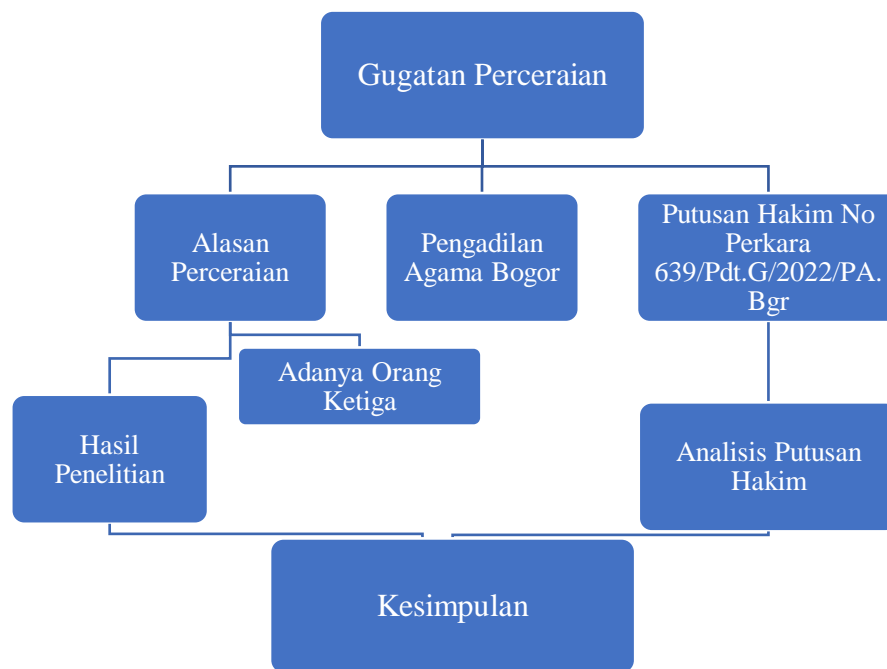 Gugatan Perceraian
Alasan
Perceraian
Pengadilan
Agama Bogor
Putusan Hakim No
Perkara
639/Pdt.G/2022/PA.
Bgr
Adanya Orang
Ketiga
Hasil
Penelitian
Analisis Putusan
Hakim
Kesimpulan